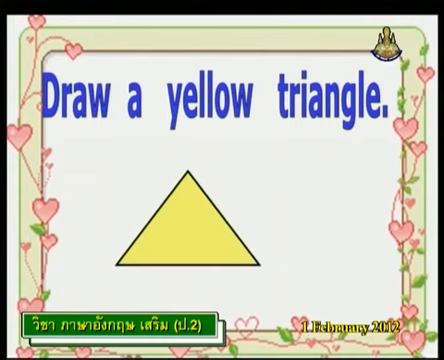 Draw a yellow triangle.
วิชา ภาษาอังกฤษ เสริม (ป.2)
1 February 2012